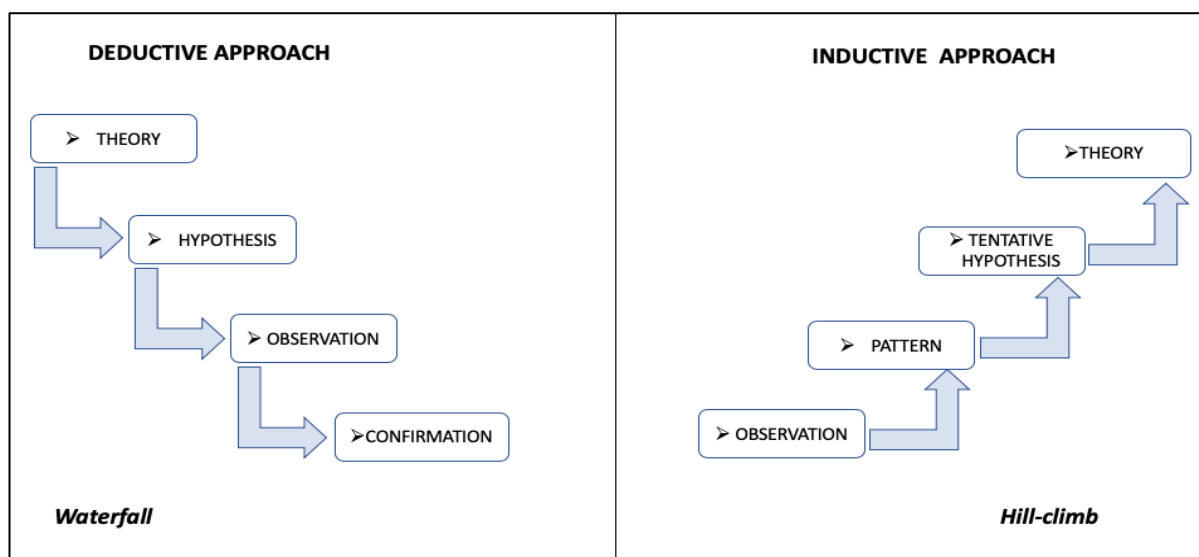 DEDUCTIVE APPROACH
➢ THEORY
➢ HYPOTHESIS
➢ OBSERVATION
➢CONFIRMATION
Waterfall
INDUCTIVE APPROACH
➢THEORY
➢ TENTATIVE
HYPOTHESIS
➢ PATTERN
➢ OBSERVATION
Hill-climb